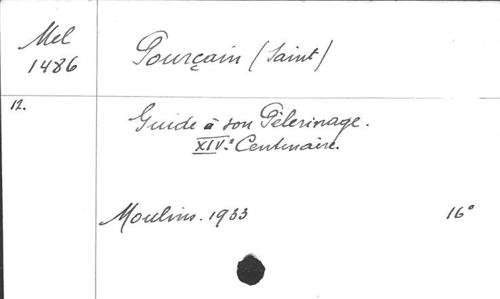 Mel
1486
Pourçain (Saint)
12.
Guide à son Pèlerinage.
XIVe Centenaire.
Moulins. 1933
16°